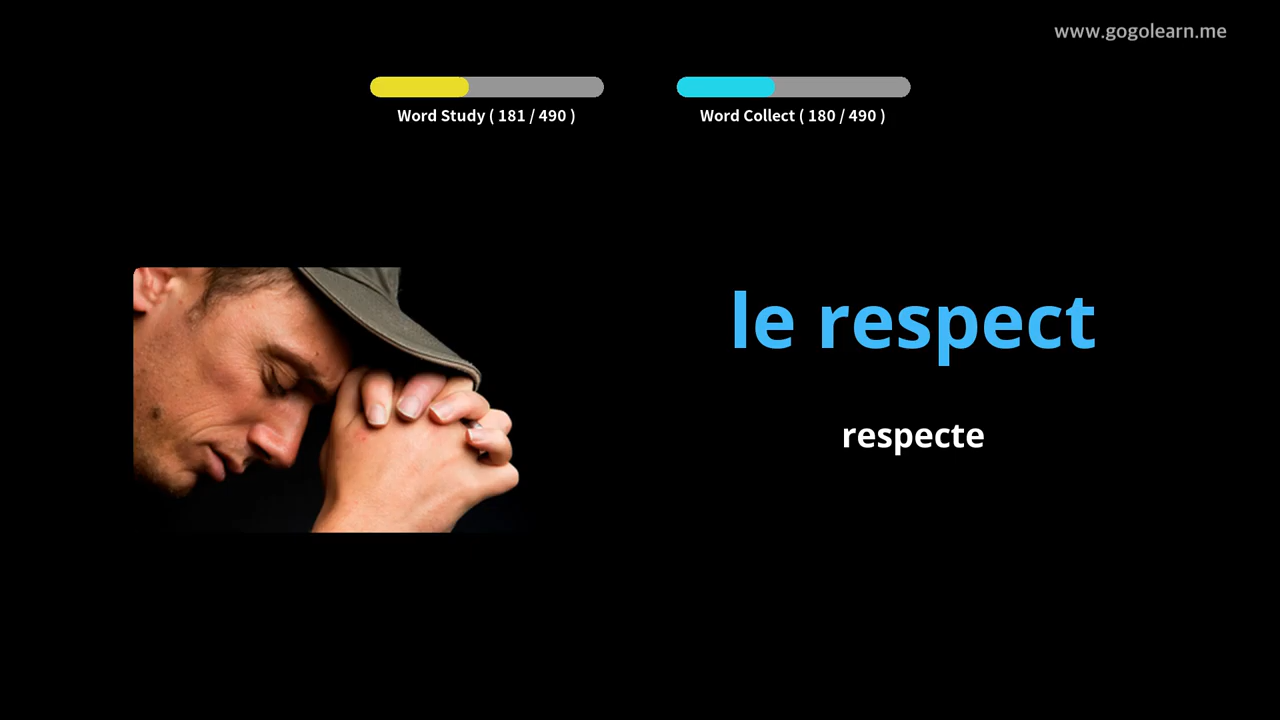 www.gogolearn.me
Word Study ( 181 / 490 )
Word Collect ( 180 / 490 )
le respect
respecte